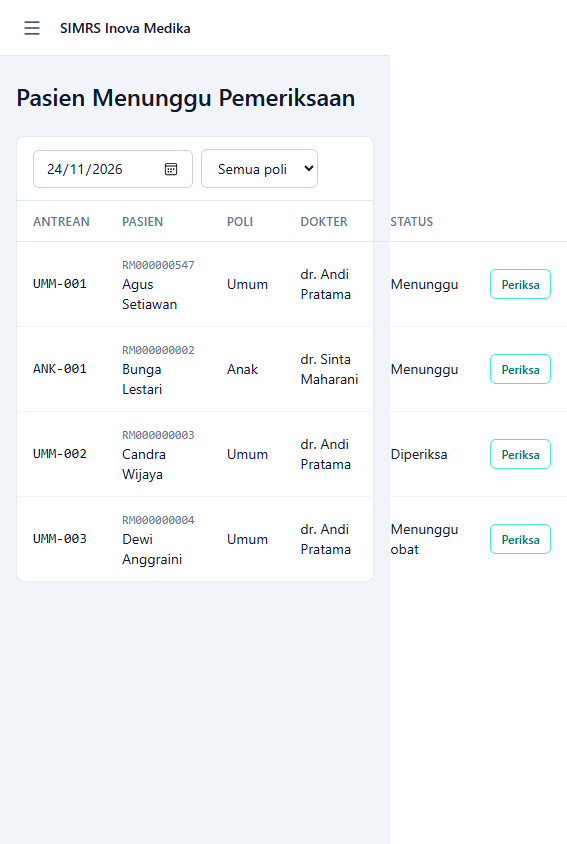 SIMRS Inova Medika
Pasien Menunggu Pemeriksaan
24/11/2026 Semua poli
ANTREAN PASIEN POLI DOKTER STATUS
UMM-001 RM000000547 Agus Setiawan Umum dr. Andi Pratama Menunggu Periksa
ANK-001 RM000000002 Bunga Lestari Anak dr. Sinta Maharani Menunggu Periksa
UMM-002 RM000000003 Candra Wijaya Umum dr. Andi Pratama Diperiksa Periksa
UMM-003 RM000000004 Dewi Anggraini Umum dr. Andi Pratama Menunggu obat Periksa